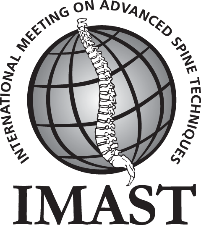 INTERNATIONAL MEETING ON ADVANCED SPINE TECHNIQUES
IMAST